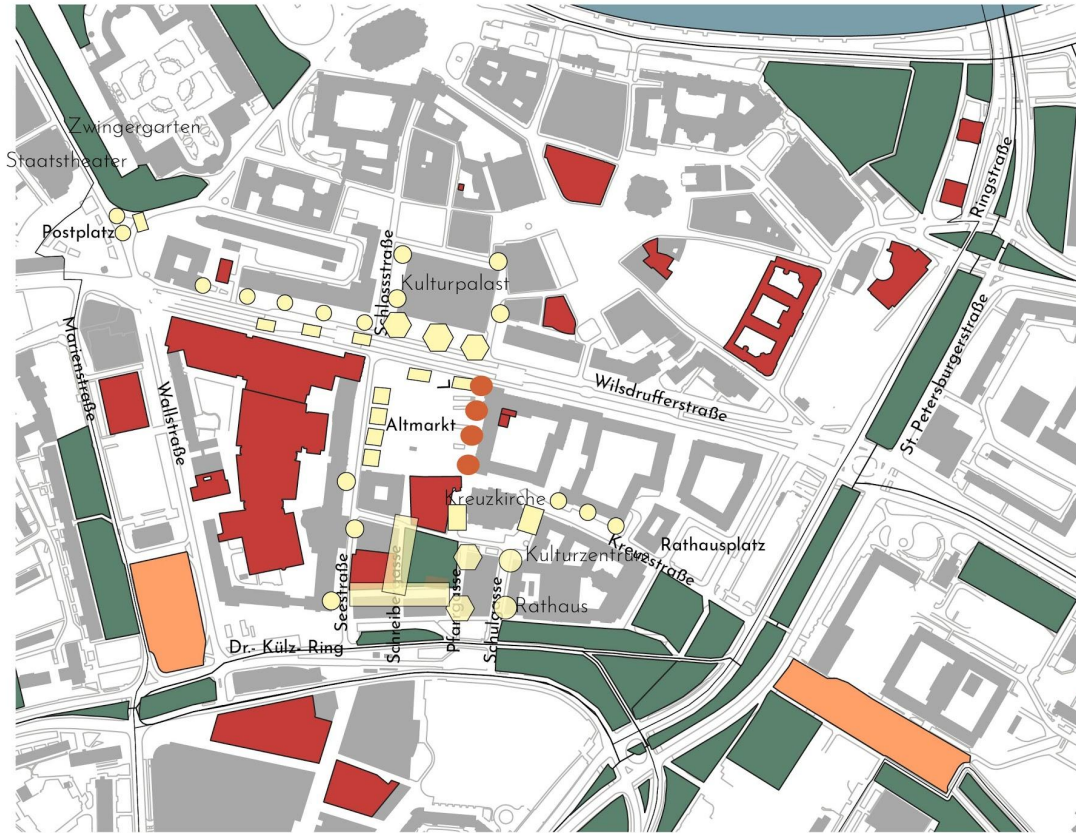 Zwingergarten
Staatstheater
Postplatz
Ringstraße
Schlossstraße
Kulturpalast
Marienstraße
Wallstraße
Wilsdrufferstraße
St. Petersburgerstraße
Altmarkt
Kreuzkirche
Kreuzstraße
Rathausplatz
Kulturzentrum
Seestraße
Schreibergasse
Pfarrgasse
Schulgasse
Rathaus
Dr.- Külz- Ring